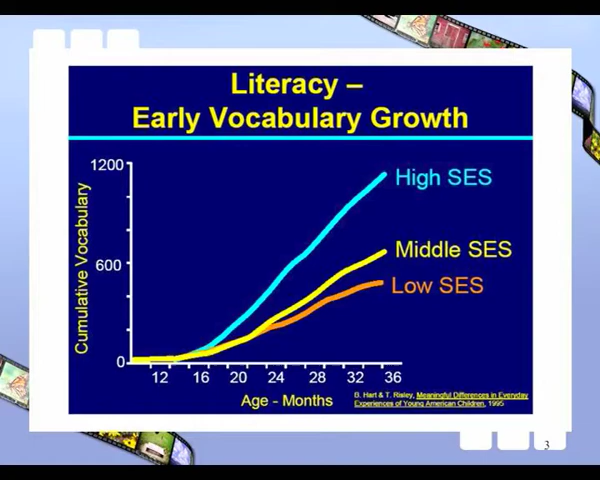 Literacy –
Early Vocabulary Growth
1200
High SES
Cumulative Vocabulary
Middle SES
600
Low SES
0
12 16 20 24 28 32 36
Age - Months
B. Hart & T. Risley, Meaningful Differences in Everyday
Experiences of Young American Children, 1995
3